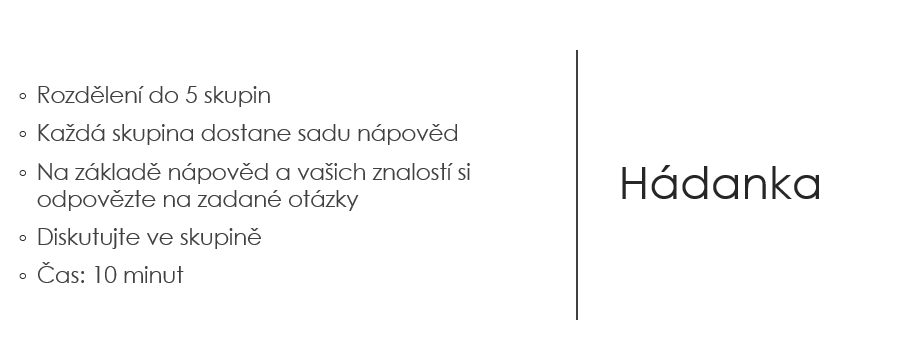 ◦ Rozdělení do 5 skupin
◦ Každá skupina dostane sadu nápověd
◦ Na základě nápověd a vašich znalostí si
odpovězte na zadané otázky
◦ Diskutujte ve skupině
◦ Čas: 10 minut
Hádanka